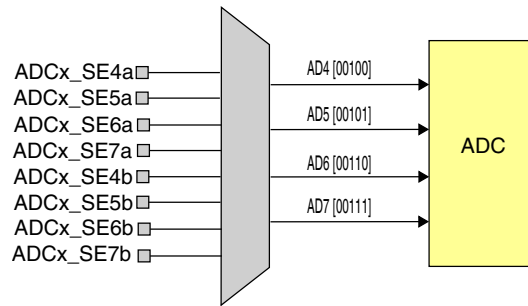 ADCx_SE4a
ADCx_SE5a
ADCx_SE6a
ADCx_SE7a
ADCx_SE4b
ADCx_SE5b
ADCx_SE6b
ADCx_SE7b
AD4 [00100]
AD5 [00101]
AD6 [00110]
AD7 [00111]
ADC